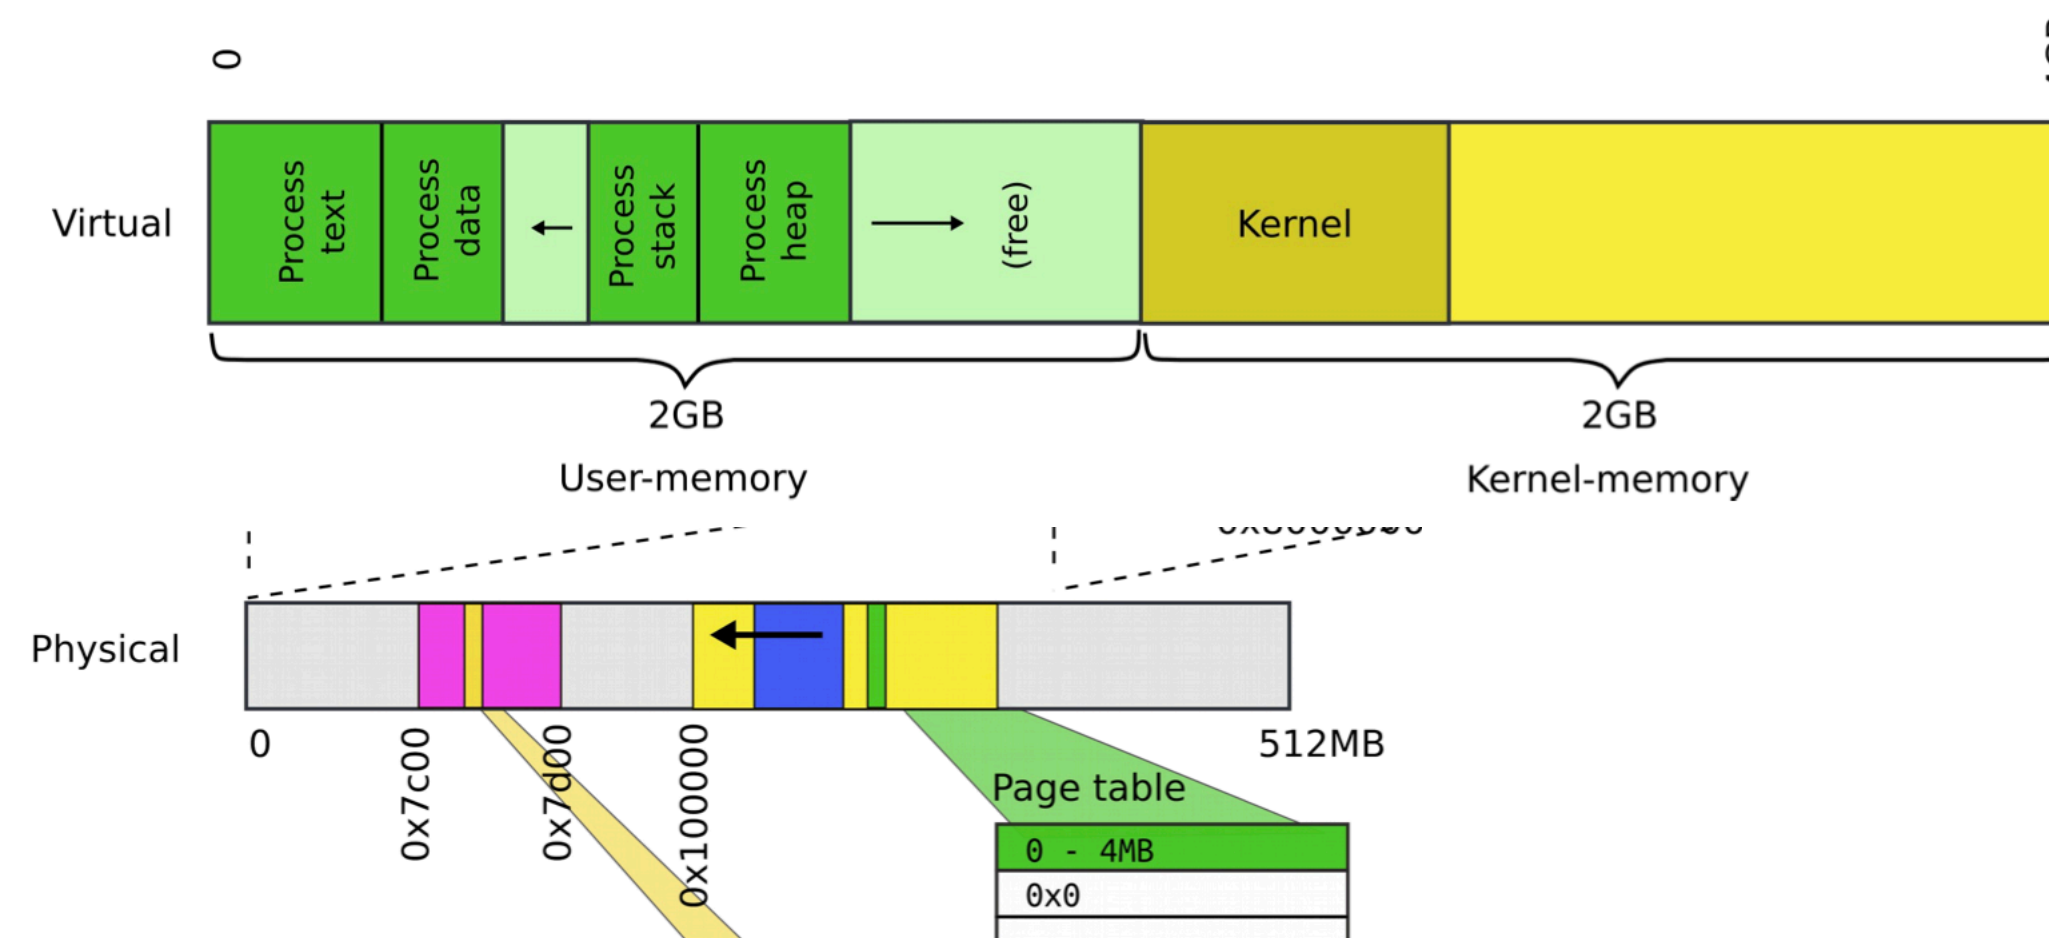 0
Virtual
Process
text
Process
data
Process
stack
Process
heap
(free)
Kernel
2GB
2GB
User-memory
Kernel-memory
Physical
0
0x7c00
0x7d00
0x100000
512MB
Page table
0 - 4MB
0x0